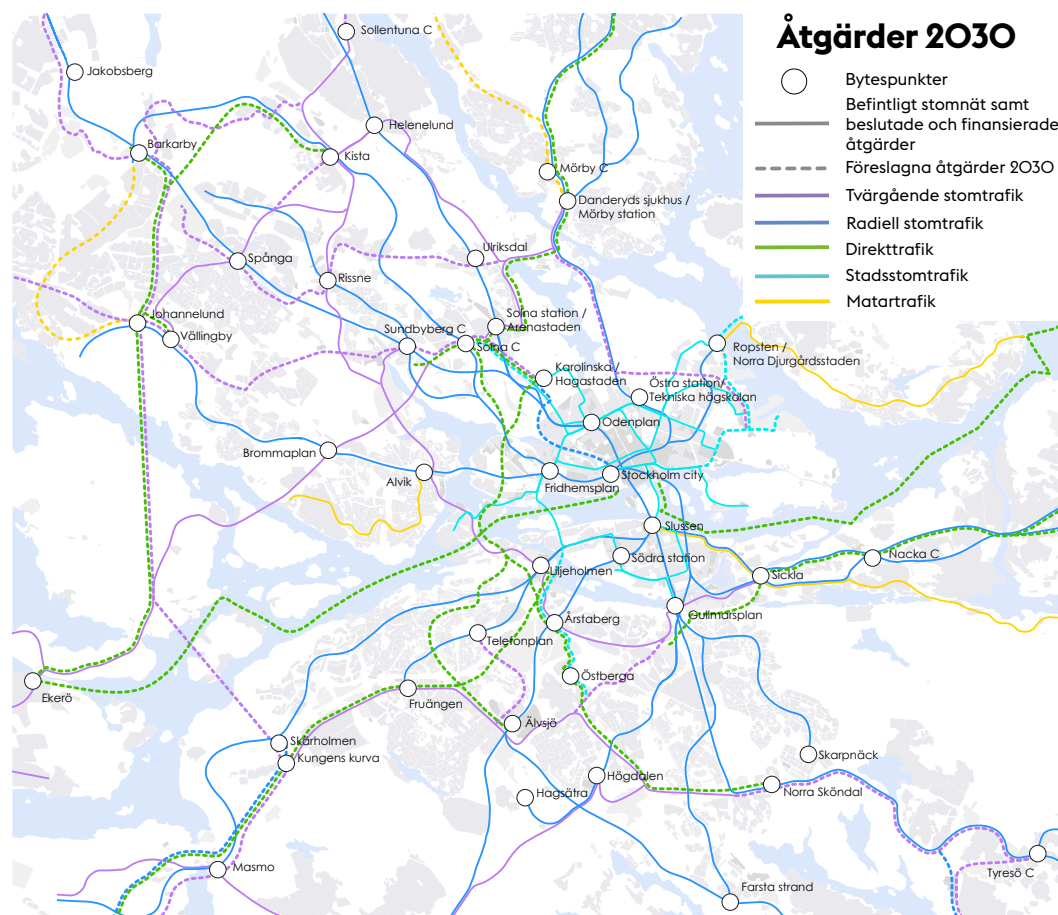 Åtgärder 2030
Bytespunkter
Befintligt stomnät samt
beslutade och finansierade
åtgärder
Föreslagna åtgärder 2030
Tvärgående stomtrafik
Radiell stomtrafik
Direkttrafik
Stadsstomtrafik
Matartrafik
Sollentuna C
Jakobsberg
Helenelund
Barkarby
Kista
Mörby C
Danderyds sjukhus /
Mörby station
Ulriksdal
Spånga
Rissne
Johannelund
Vällingby
Solna station /
Arenastaden
Sundbyberg C
Solna C
Ropsten /
Norra Djurgårdsstaden
Karolinska /
Hagastaden
Östra station/
Tekniska högskolan
Odenplan
Brommaplan
Alvik
Fridhemsplan
Stockholm city
Slussen
Södra station
Liljeholmen
Sickla
Nacka C
Gullmarsplan
Årstaberg
Telefonplan
Östberga
Ekerö
Fruängen
Älvsjö
Skärholmen
Kungens kurva
Skarpnäck
Högdalen
Hagsätra
Norra Sköndal
Masmo
Tyresö C
Farsta strand